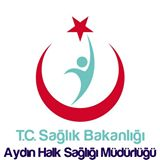 T.C. Sağlık Bakanlığı
Aydın Halk Sağlığı Müdürlüğü